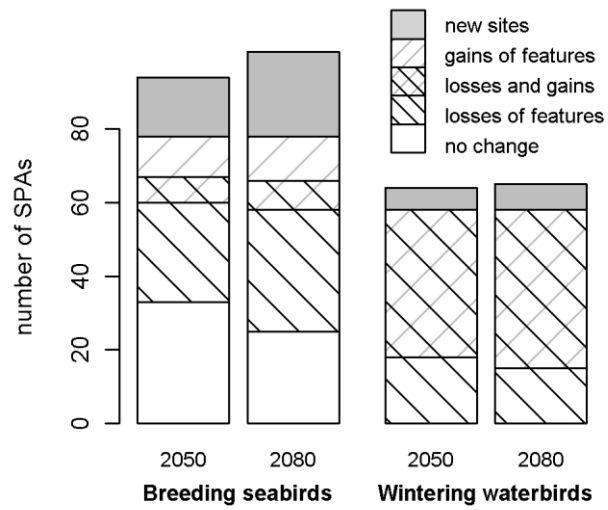 new sites
gains of features
losses and gains
losses of features
no change
number of SPAs
80
60
40
20
0
2050 2080 2050 2080
Breeding seabirds Wintering waterbirds